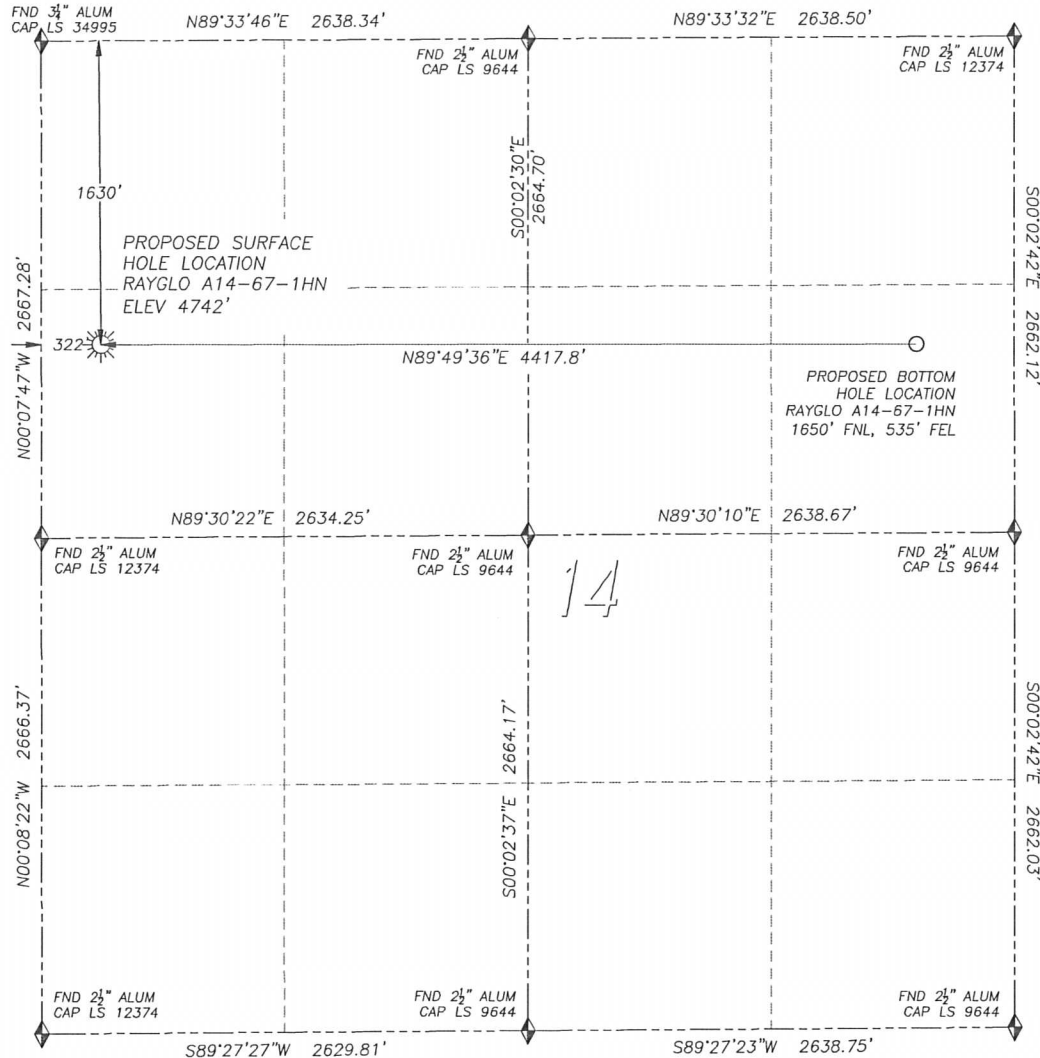 FND 3¼" ALUM
CAP LS 34995
N89°33'46"E 2638.34'
N89°33'32"E 2638.50'
FND 2½" ALUM
CAP LS 9644
FND 2½" ALUM
CAP LS 12374
1630'
S00°02'30"E
2664.70'
S00°02'42"E 2662.12'
PROPOSED SURFACE
HOLE LOCATION
RAYGLO A14-67-1HN
ELEV 4742'
N00°07'47"W 2667.28'
322
N89°49'36"E 4417.8'
PROPOSED BOTTOM
HOLE LOCATION
RAYGLO A14-67-1HN
1650' FNL, 535' FEL
N89°30'22"E 2634.25'
N89°30'10"E 2638.67'
FND 2½" ALUM
CAP LS 12374
FND 2½" ALUM
CAP LS 9644
FND 2½" ALUM
CAP LS 9644
14
N00°08'22"W 2666.37'
S00°02'37"E 2664.17'
S00°02'42"E 2662.03'
FND 2½" ALUM
CAP LS 12374
FND 2½" ALUM
CAP LS 9644
FND 2½" ALUM
CAP LS 9644
S89°27'27"W 2629.81'
S89°27'23"W 2638.75'